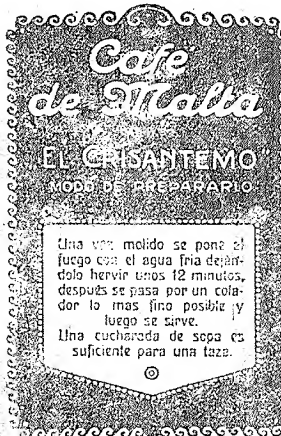 Café
de Malta
EL CRISANTEMO
MODO DE PREPARARLO
Una vez molido se pone al
fuego con el agua fria deján-
dolo hervir unos 12 minutos,
después se pasa por un cola-
dor lo mas fino posible y
luego se sirve.
Una cucharada de sopa es
suficiente para una taza.